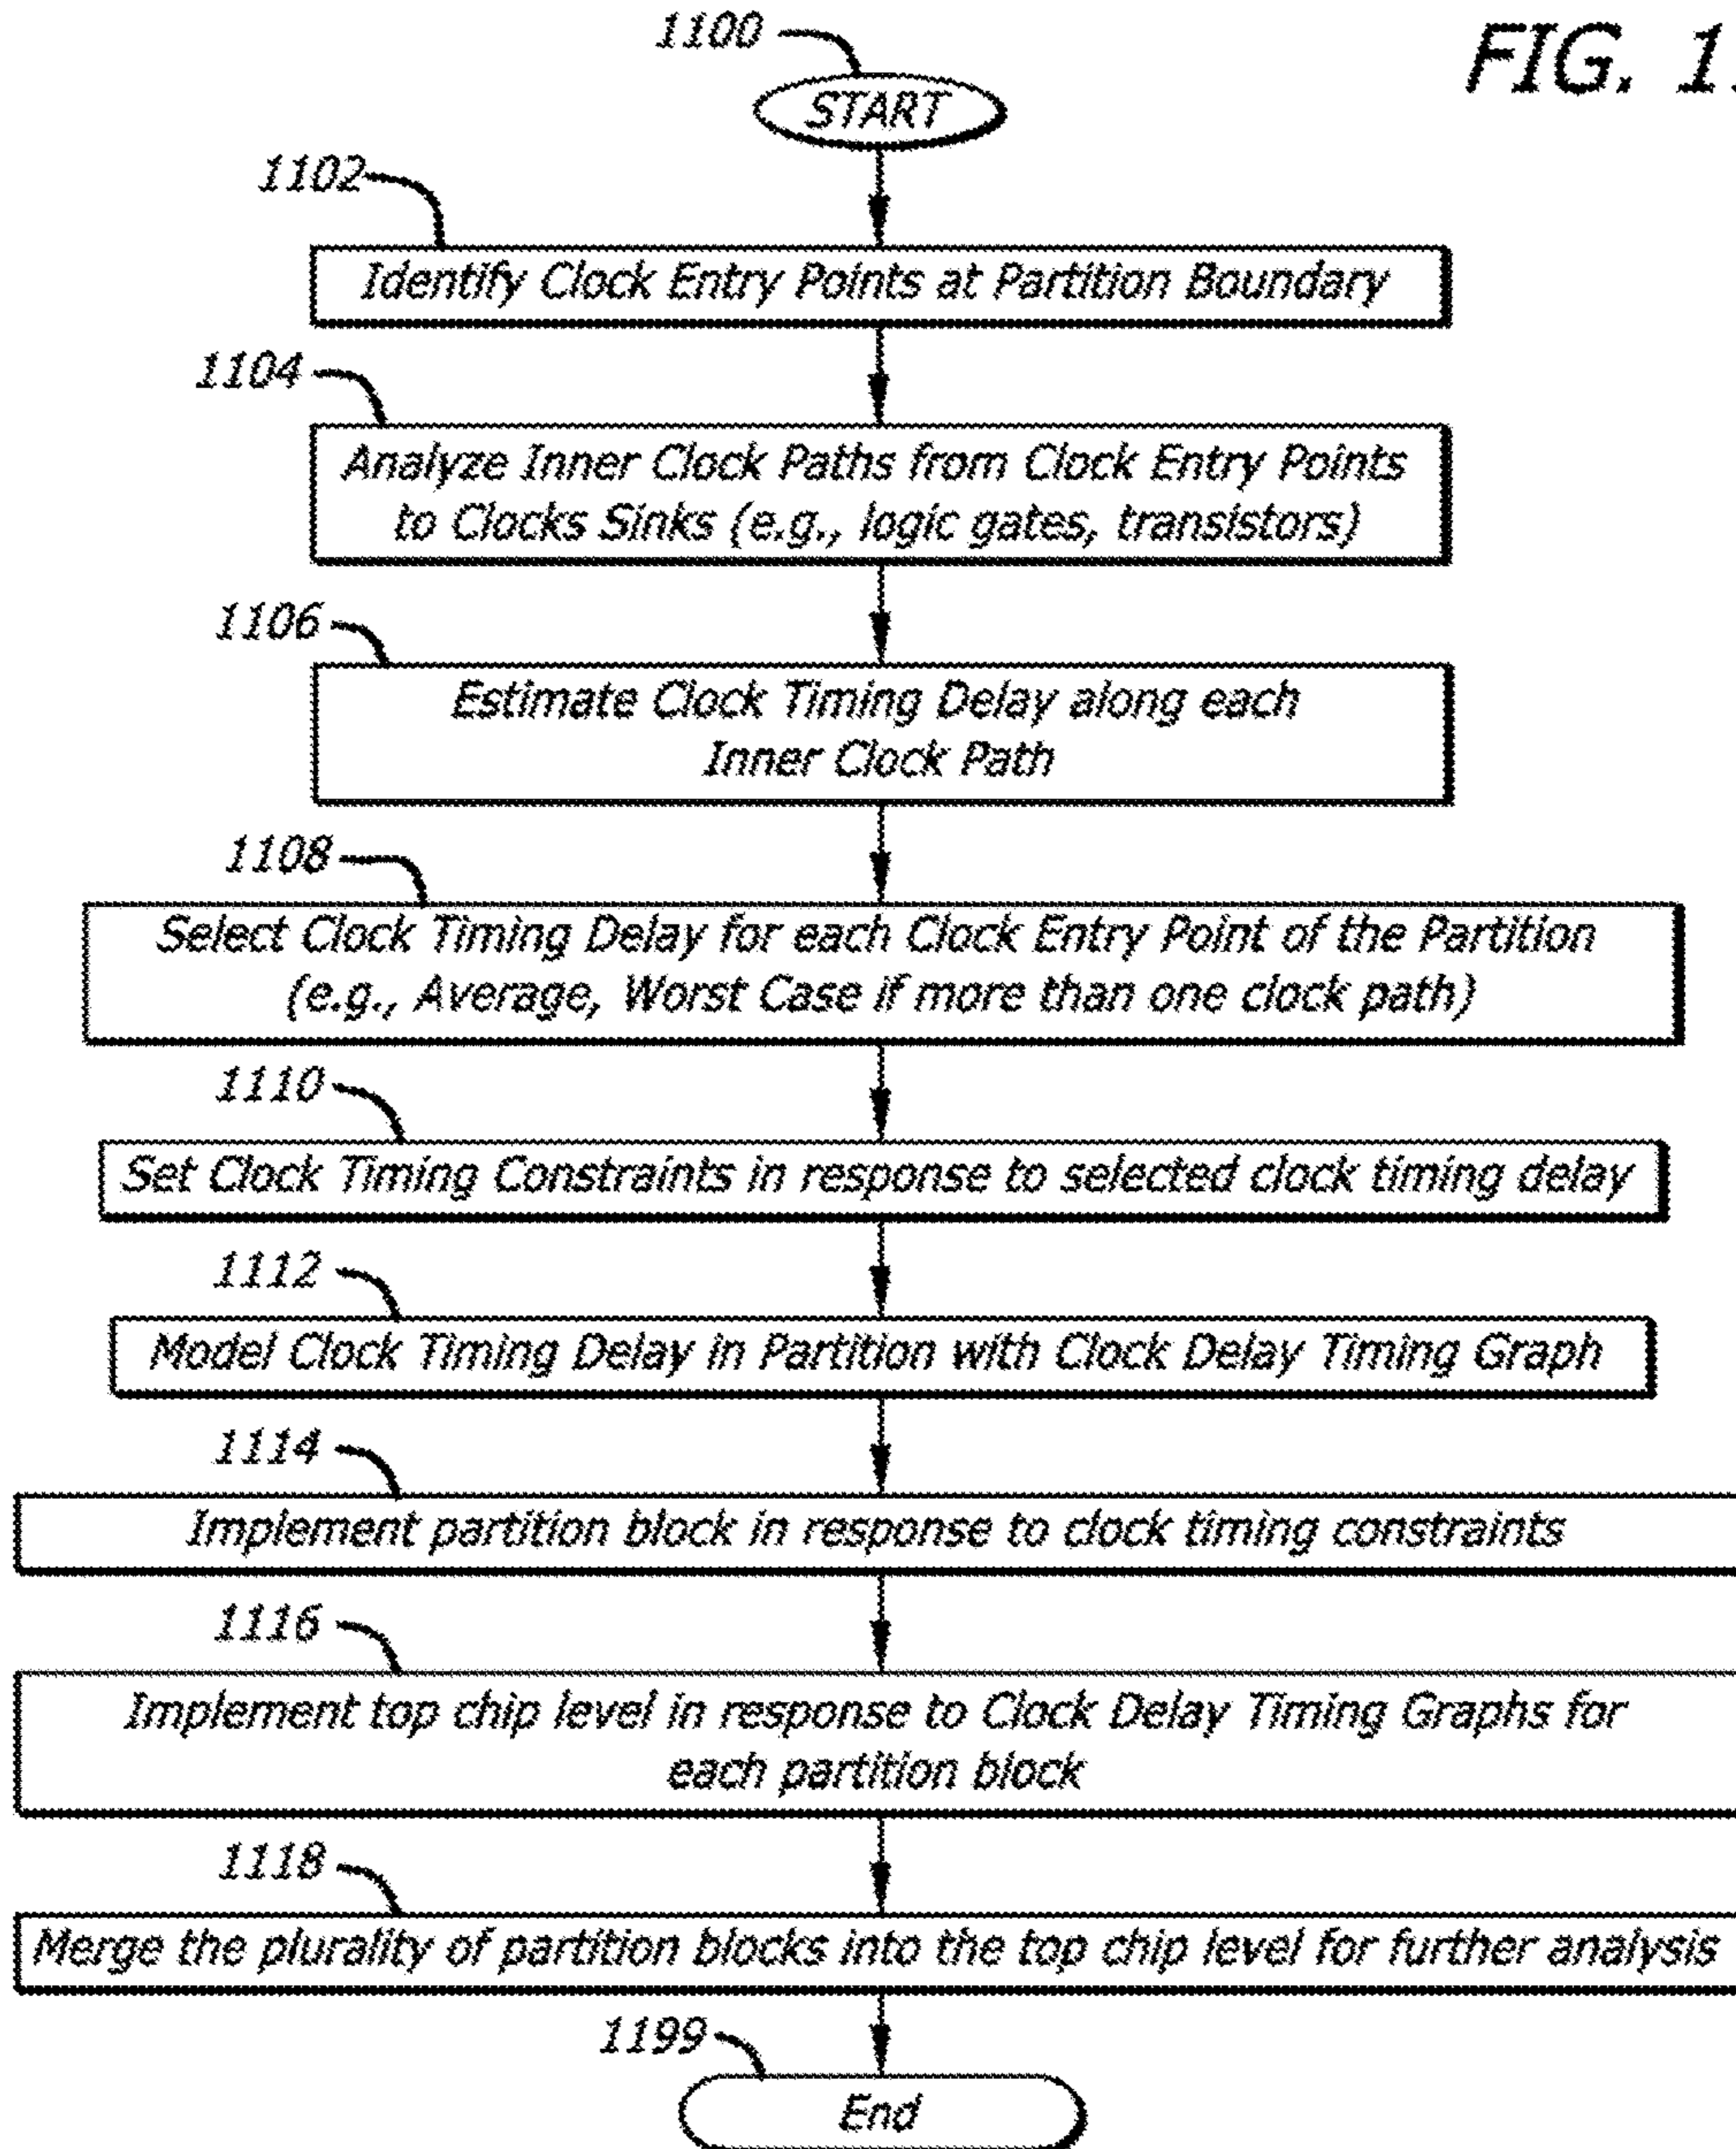 FIG. 1
1100
START
1102
Identify Clock Entry Points at Partition Boundary
1104
Analyze Inner Clock Paths from Clock Entry Points
to Clocks Sinks (e.g., logic gates, transistors)
1106
Estimate Clock Timing Delay along each
Inner Clock Path
1108
Select Clock Timing Delay for each Clock Entry Point of the Partition
(e.g., Average, Worst Case if more than one clock path)
1110
Set Clock Timing Constraints in response to selected clock timing delay
1112
Model Clock Timing Delay in Partition with Clock Delay Timing Graph
1114
Implement partition block in response to clock timing constraints
1116
Implement top chip level in response to Clock Delay Timing Graphs for
each partition block
1118
Merge the plurality of partition blocks into the top chip level for further analysis
1199
End